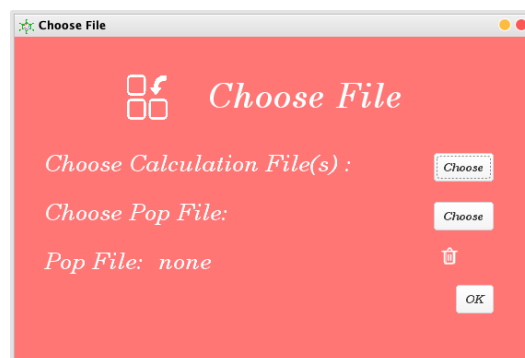 Choose File
Choose File
Choose Calculation File(s) :
Choose
Choose Pop File:
Choose
Pop File: none
OK